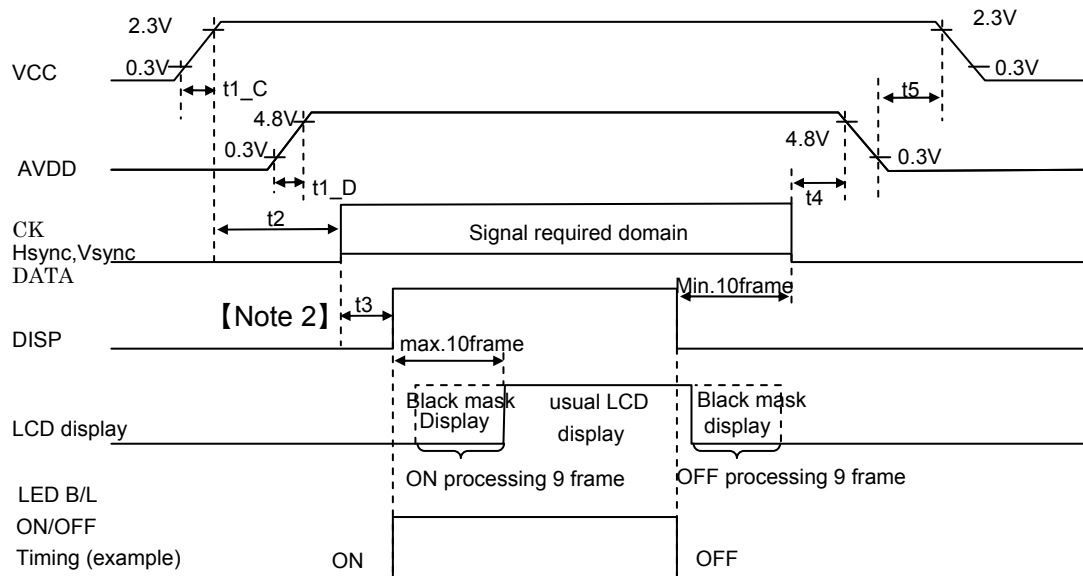 2.3V
2.3V
VCC
0.3V
0.3V
t1_C
t5
4.8V
4.8V
0.3V
0.3V
AVDD
t1_D
t4
t2
CK
Hsync,Vsync
DATA
Signal required domain
Min.10frame
【Note 2】
t3
DISP
max.10frame
Black mask
Display
usual LCD
display
Black mask
display
LCD display
ON processing 9 frame
OFF processing 9 frame
LED B/L
ON/OFF
Timing (example)
ON
OFF